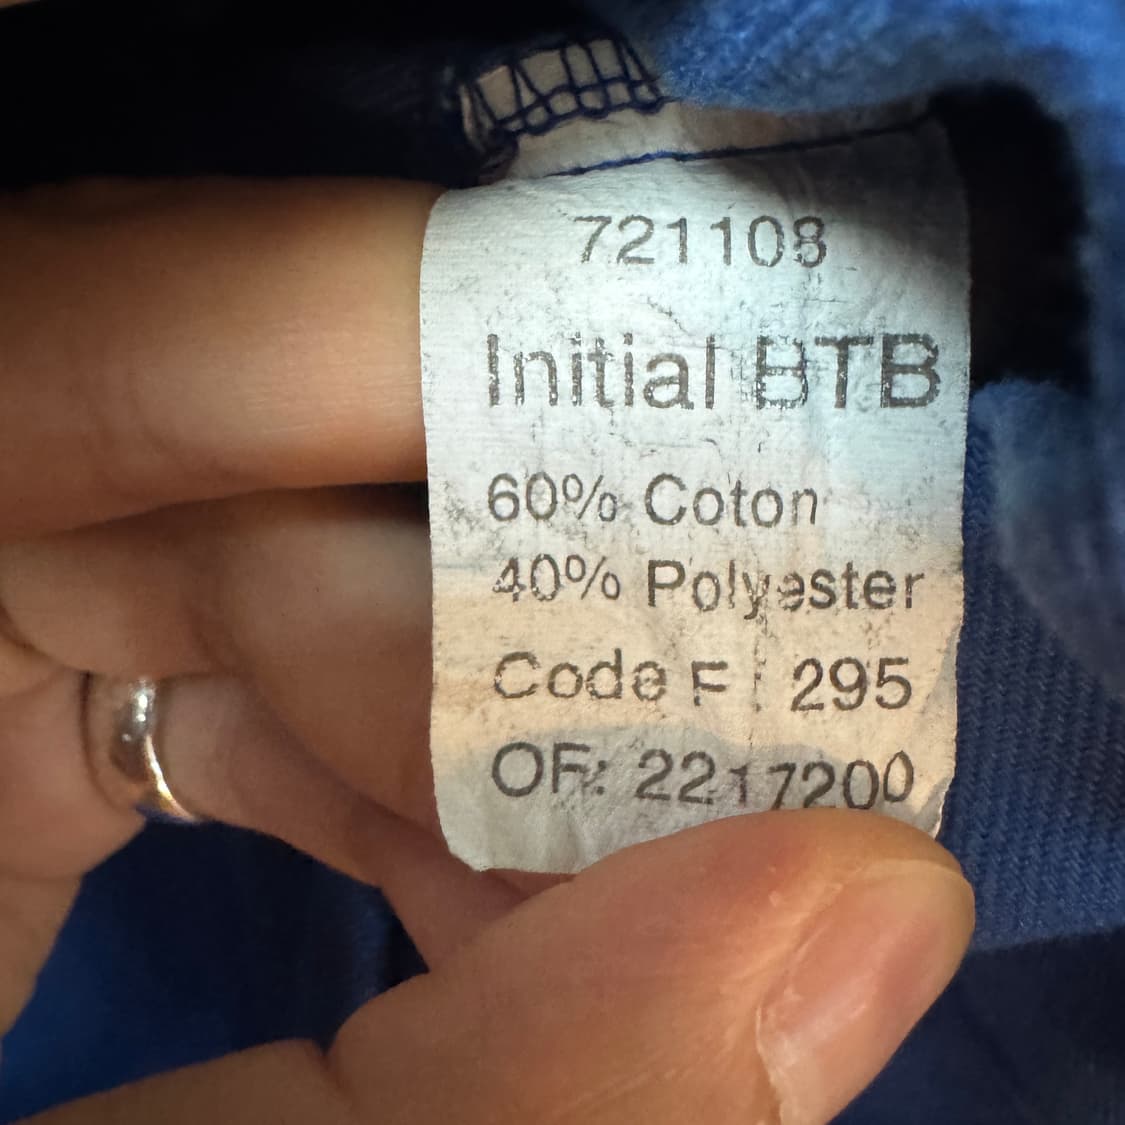 721108
Initial BTB
60% Coton
40% Polyester
Code F : 295
OF: 2217200